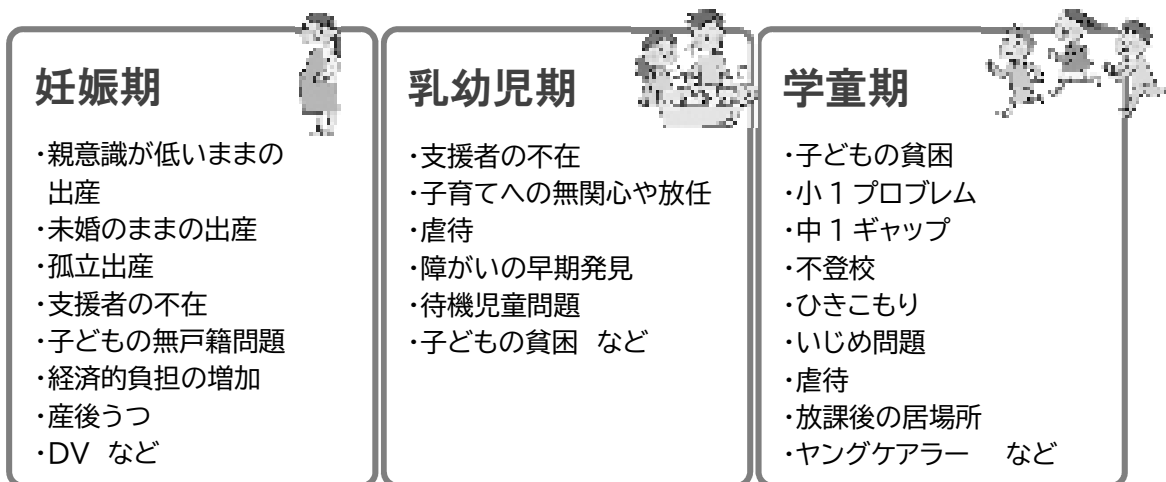 妊娠期
・親意識が低いままの
出産
・未婚のままの出産
・孤立出産
・支援者の不在
・子どもの無戸籍問題
・経済的負担の増加
・産後うつ
・DV など
乳幼児期
・支援者の不在
・子育てへの無関心や放任
・虐待
・障がいの早期発見
・待機児童問題
・子どもの貧困 など
学童期
・子どもの貧困
・小1プロブレム
・中1ギャップ
・不登校
・ひきこもり
・いじめ問題
・虐待
・放課後の居場所
・ヤングケアラー など